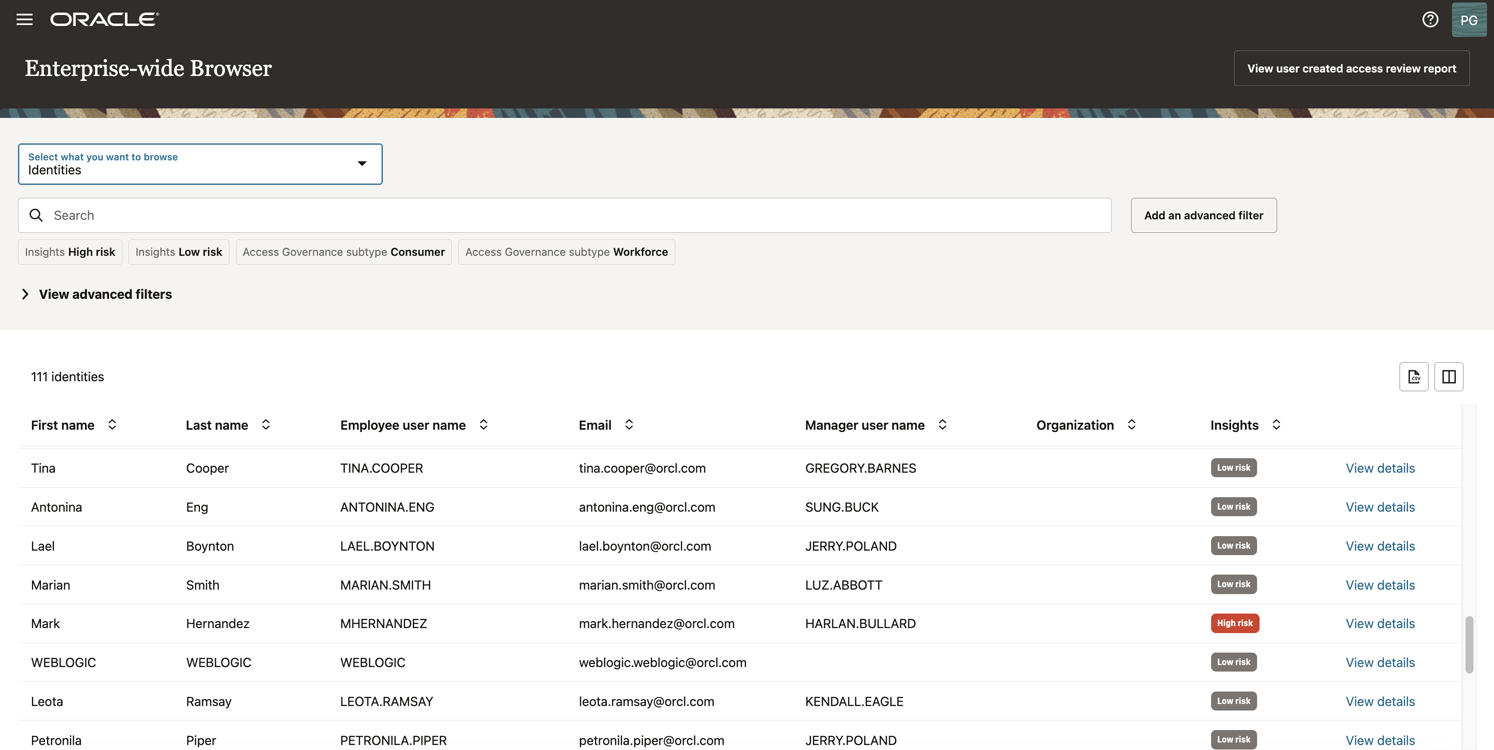 ORACLE
PG
Enterprise-wide Browser
View user created access review report
Select what you want to browse
Identities
Search
Add an advanced filter
Insights High risk
Insights Low risk
Access Governance subtype Consumer
Access Governance subtype Workforce
View advanced filters
111 identities
CSV
First name Last name Employee user name Email Manager user name Organization Insights
Tina Cooper TINA.COOPER tina.cooper@orcl.com GREGORY.BARNES Low risk View details
Antonina Eng ANTONINA.ENG antonina.eng@orcl.com SUNG.BUCK Low risk View details
Lael Boynton LAEL.BOYNTON lael.boynton@orcl.com JERRY.POLAND Low risk View details
Marian Smith MARIAN.SMITH marian.smith@orcl.com LUZ.ABBOTT Low risk View details
Mark Hernandez MHERNANDEZ mark.hernandez@orcl.com HARLAN.BULLARD High risk View details
WEBLOGIC WEBLOGIC WEBLOGIC weblogic.weblogic@orcl.com Low risk View details
Leota Ramsay LEOTA.RAMSAY leota.ramsay@orcl.com KENDALL.EAGLE Low risk View details
Petronila Piper PETRONILA.PIPER petronila.piper@orcl.com JERRY.POLAND Low risk View details